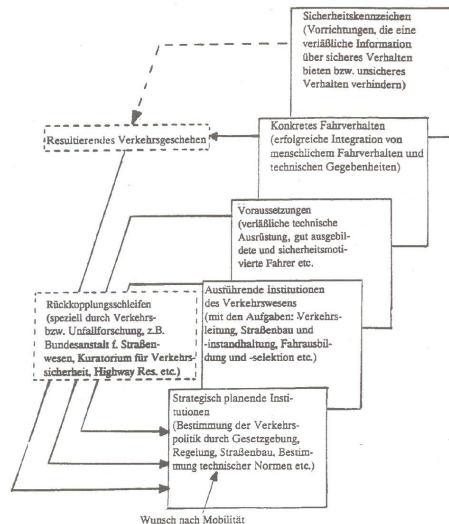 Sicherheitskennzeichen
(Vorrichtungen, die eine
verläßliche Information
über sicheres Verhalten
bieten bzw. unsicheres
Verhalten verhindern)
Konkretes Fahrverhalten
(erfolgreiche Integration von
menschlichem Fahrverhalten und
technischen Gegebenheiten)
Resultierendes Verkehrsgeschehen
Voraussetzungen
(verläßliche technische
Ausrüstung, gut ausgebil-
dete und sicherheitsmoti-
vierte Fahrer etc.
Ausführende Institutionen
des Verkehrswesens
(mit den Aufgaben: Verkehrs-
leitung, Straßenbau und
-instandhaltung, Fahrausbil-
dung und -selektion etc.)
Rückkopplungsschleifen
(speziell durch Verkehrs-
bzw. Unfallforschung, z.B.
Bundesanstalt f. Straßen-
wesen, Kuratorium für Verkehrs-
sicherheit, Highway Res. etc.)
Strategisch planende Insti-
tutionen
(Bestimmung der Verkehrs-
politik durch Gesetzgebung,
Regelung, Straßenbau, Bestim-
mung technischer Normen etc.)
Wunsch nach Mobilität